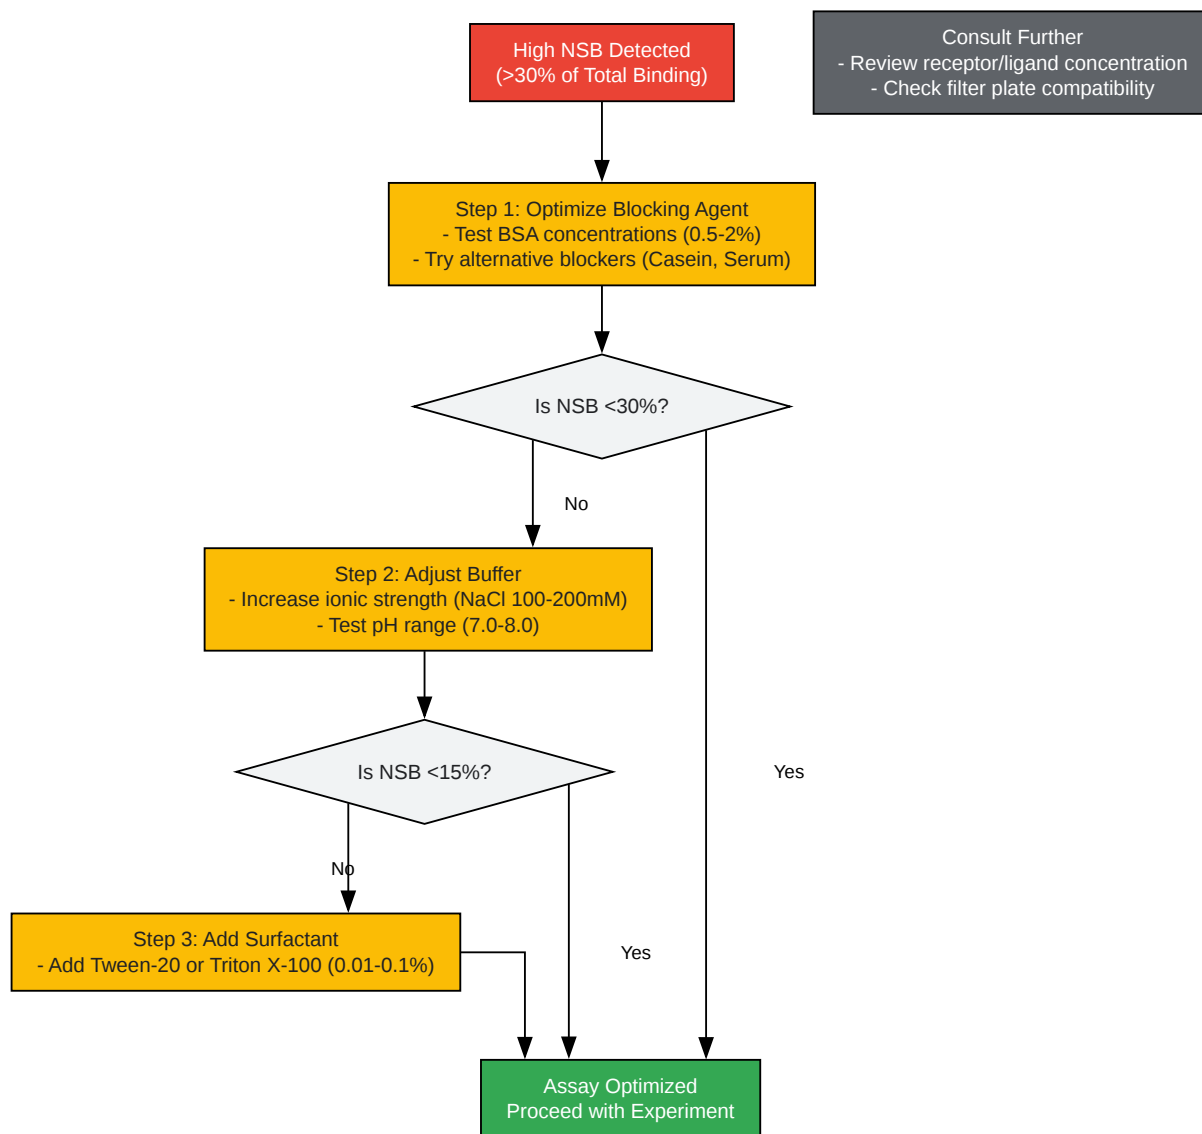 High NSB Detected
(>30% of Total Binding)
Consult Further
- Review receptor/ligand concentration
- Check filter plate compatibility
Step 1: Optimize Blocking Agent
- Test BSA concentrations (0.5-2%)
- Try alternative blockers (Casein, Serum)
Is NSB <30%?
No
Step 2: Adjust Buffer
- Increase ionic strength (NaCl 100-200mM)
- Test pH range (7.0-8.0)
Is NSB <15%?
Yes
No
Step 3: Add Surfactant
- Add Tween-20 or Triton X-100 (0.01-0.1%)
Yes
Assay Optimized
Proceed with Experiment